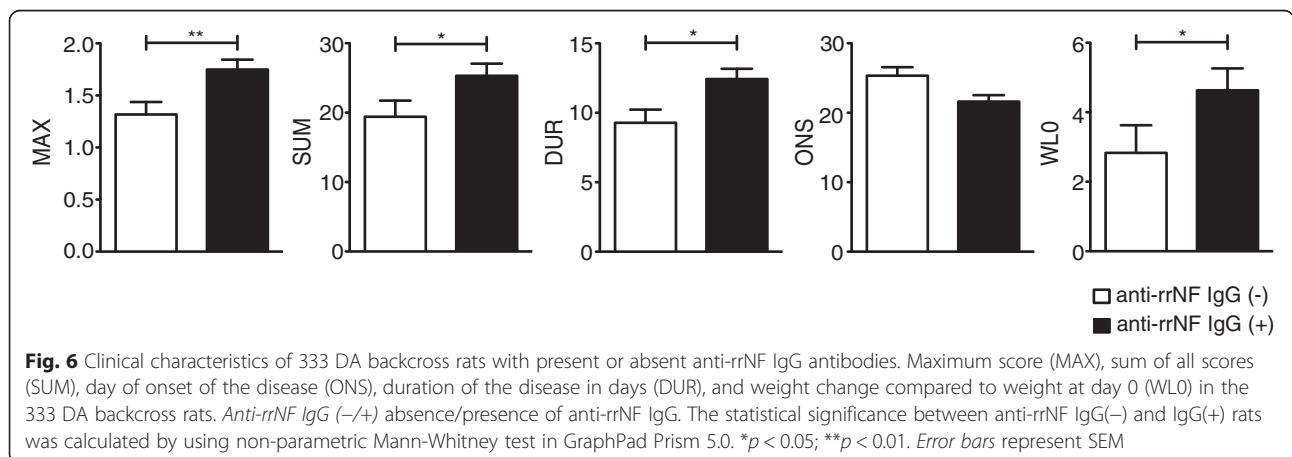 ** * * *
2.0 30 15 30 6
1.5 20 10 20 4
1.0
10 5 10 2
0.5
0.0 0 0 0 0
MAX SUM DUR ONS WL0
anti-rrNF IgG (-)
anti-rrNF IgG (+)
Fig. 6 Clinical characteristics of 333 DA backcross rats with present or absent anti-rrNF IgG antibodies. Maximum score (MAX), sum of all scores
(SUM), day of onset of the disease (ONS), duration of the disease in days (DUR), and weight change compared to weight at day 0 (WL0) in the
333 DA backcross rats. Anti-rrNF IgG (−/+) absence/presence of anti-rrNF IgG. The statistical significance between anti-rrNF IgG(−) and IgG(+) rats
was calculated by using non-parametric Mann-Whitney test in GraphPad Prism 5.0. *p < 0.05; **p < 0.01. Error bars represent SEM